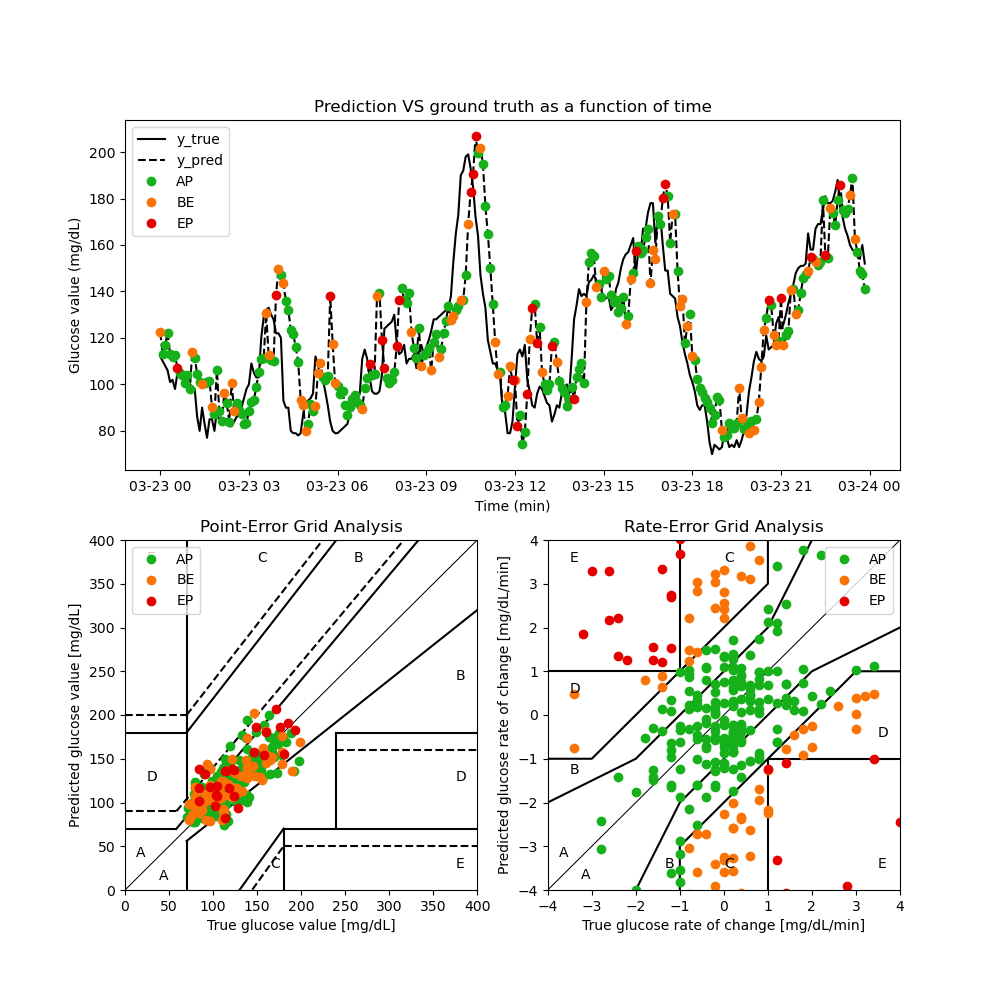 Prediction VS ground truth as a function of time
y_true
y_pred
AP
BE
EP
200
180
160
140
120
100
80
Glucose value (mg/dL)
03-23 00 03-23 03 03-23 06 03-23 09 03-23 12 03-23 15 03-23 18 03-23 21 03-24 00
Time (min)
Point-Error Grid Analysis
AP
BE
EP
C
B
B
D
D
A
A
C
E
400
350
300
250
200
150
100
50
0
Predicted glucose value [mg/dL]
0 50 100 150 200 250 300 350 400
True glucose value [mg/dL]
Rate-Error Grid Analysis
E
C
AP
BE
EP
D
D
B
A
A
C
C
E
4
3
2
1
0
−1
−2
−3
−4
Predicted glucose rate of change [mg/dL/min]
−4 −3 −2 −1 0 1 2 3 4
True glucose rate of change [mg/dL/min]